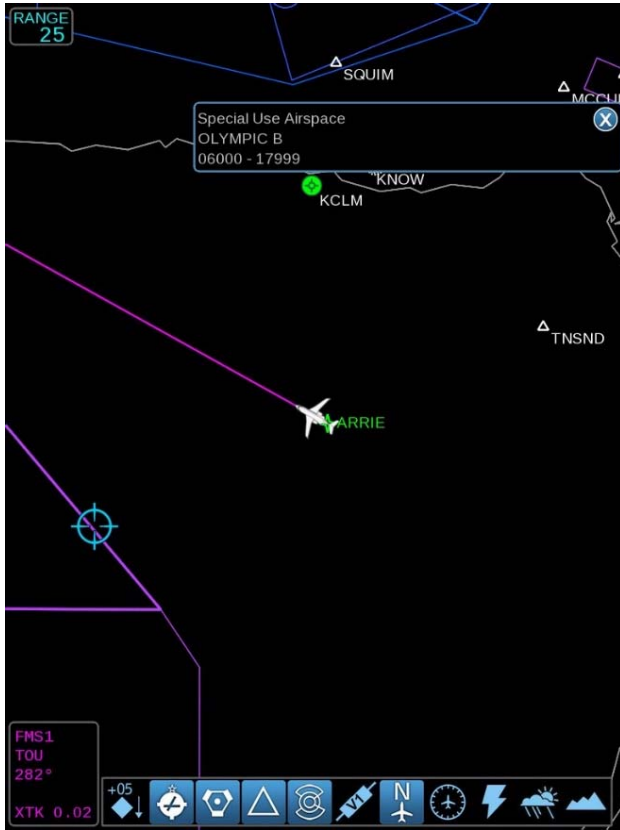 RANGE
25
SQUIM
Special Use Airspace
OLYMPIC B
06000 - 17999
KNOW
KCLM
TNSND
ARRIE
FMS1
TOU
282°
XTK 0.02
+05
V1
N